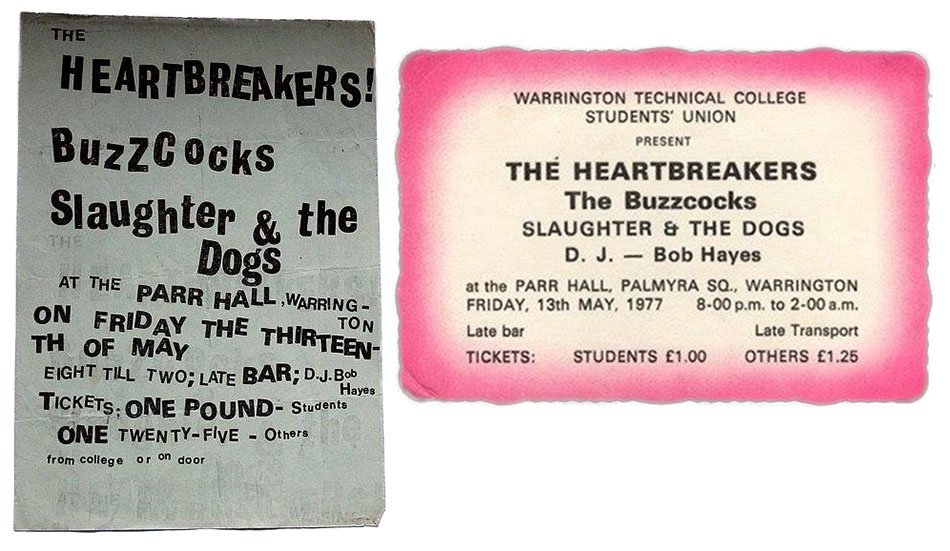 THE
HEARTBREAKERS!
BuzzCocks
Slaughter & the
Dogs
AT THE PARR HALL, WARRING-
TON
ON FRIDAY THE THIRTEEN-
TH OF MAY
EIGHT TILL TWO; LATE BAR; D.J. Bob
Hayes
TICKETS; ONE POUND- Students
ONE TWENTY-FIVE - Others
from college or on door
WARRINGTON TECHNICAL COLLEGE
STUDENTS' UNION
PRESENT
THE HEARTBREAKERS
The Buzzcocks
SLAUGHTER & THE DOGS
D. J. — Bob Hayes
at the PARR HALL, PALMYRA SQ., WARRINGTON
FRIDAY, 13th MAY, 1977 8-00 p.m. to 2-00 a.m.
Late bar Late Transport
TICKETS: STUDENTS £1.00 OTHERS £1.25